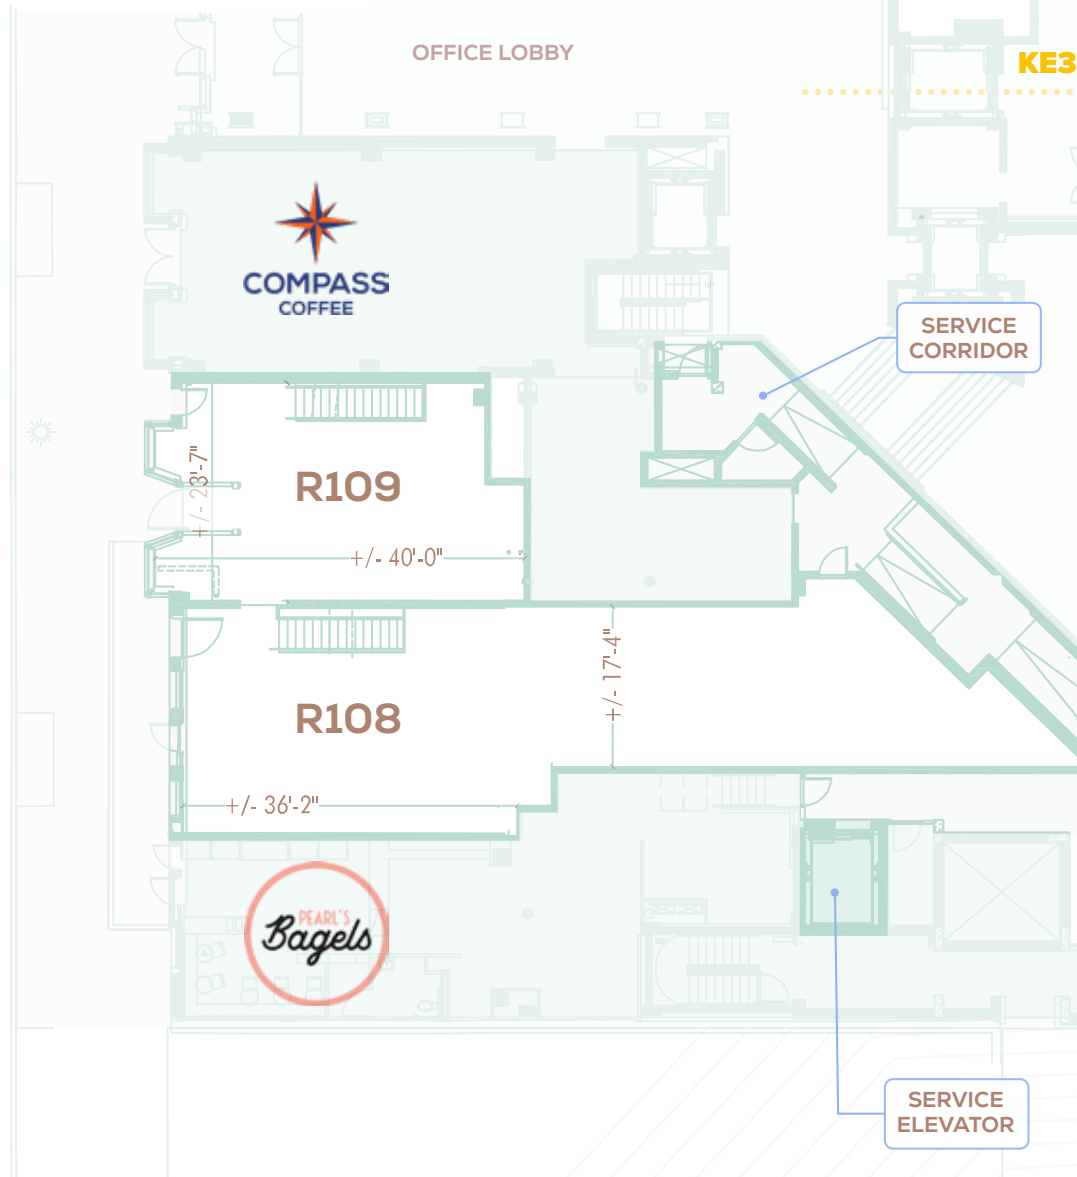 OFFICE LOBBY
KE3
COMPASS
COFFEE
SERVICE
CORRIDOR
+/- 23'-7"
R109
+/- 40'-0"
+/- 17'-4"
R108
+/- 36'-2"
PEARL'S
Bagels
SERVICE
ELEVATOR